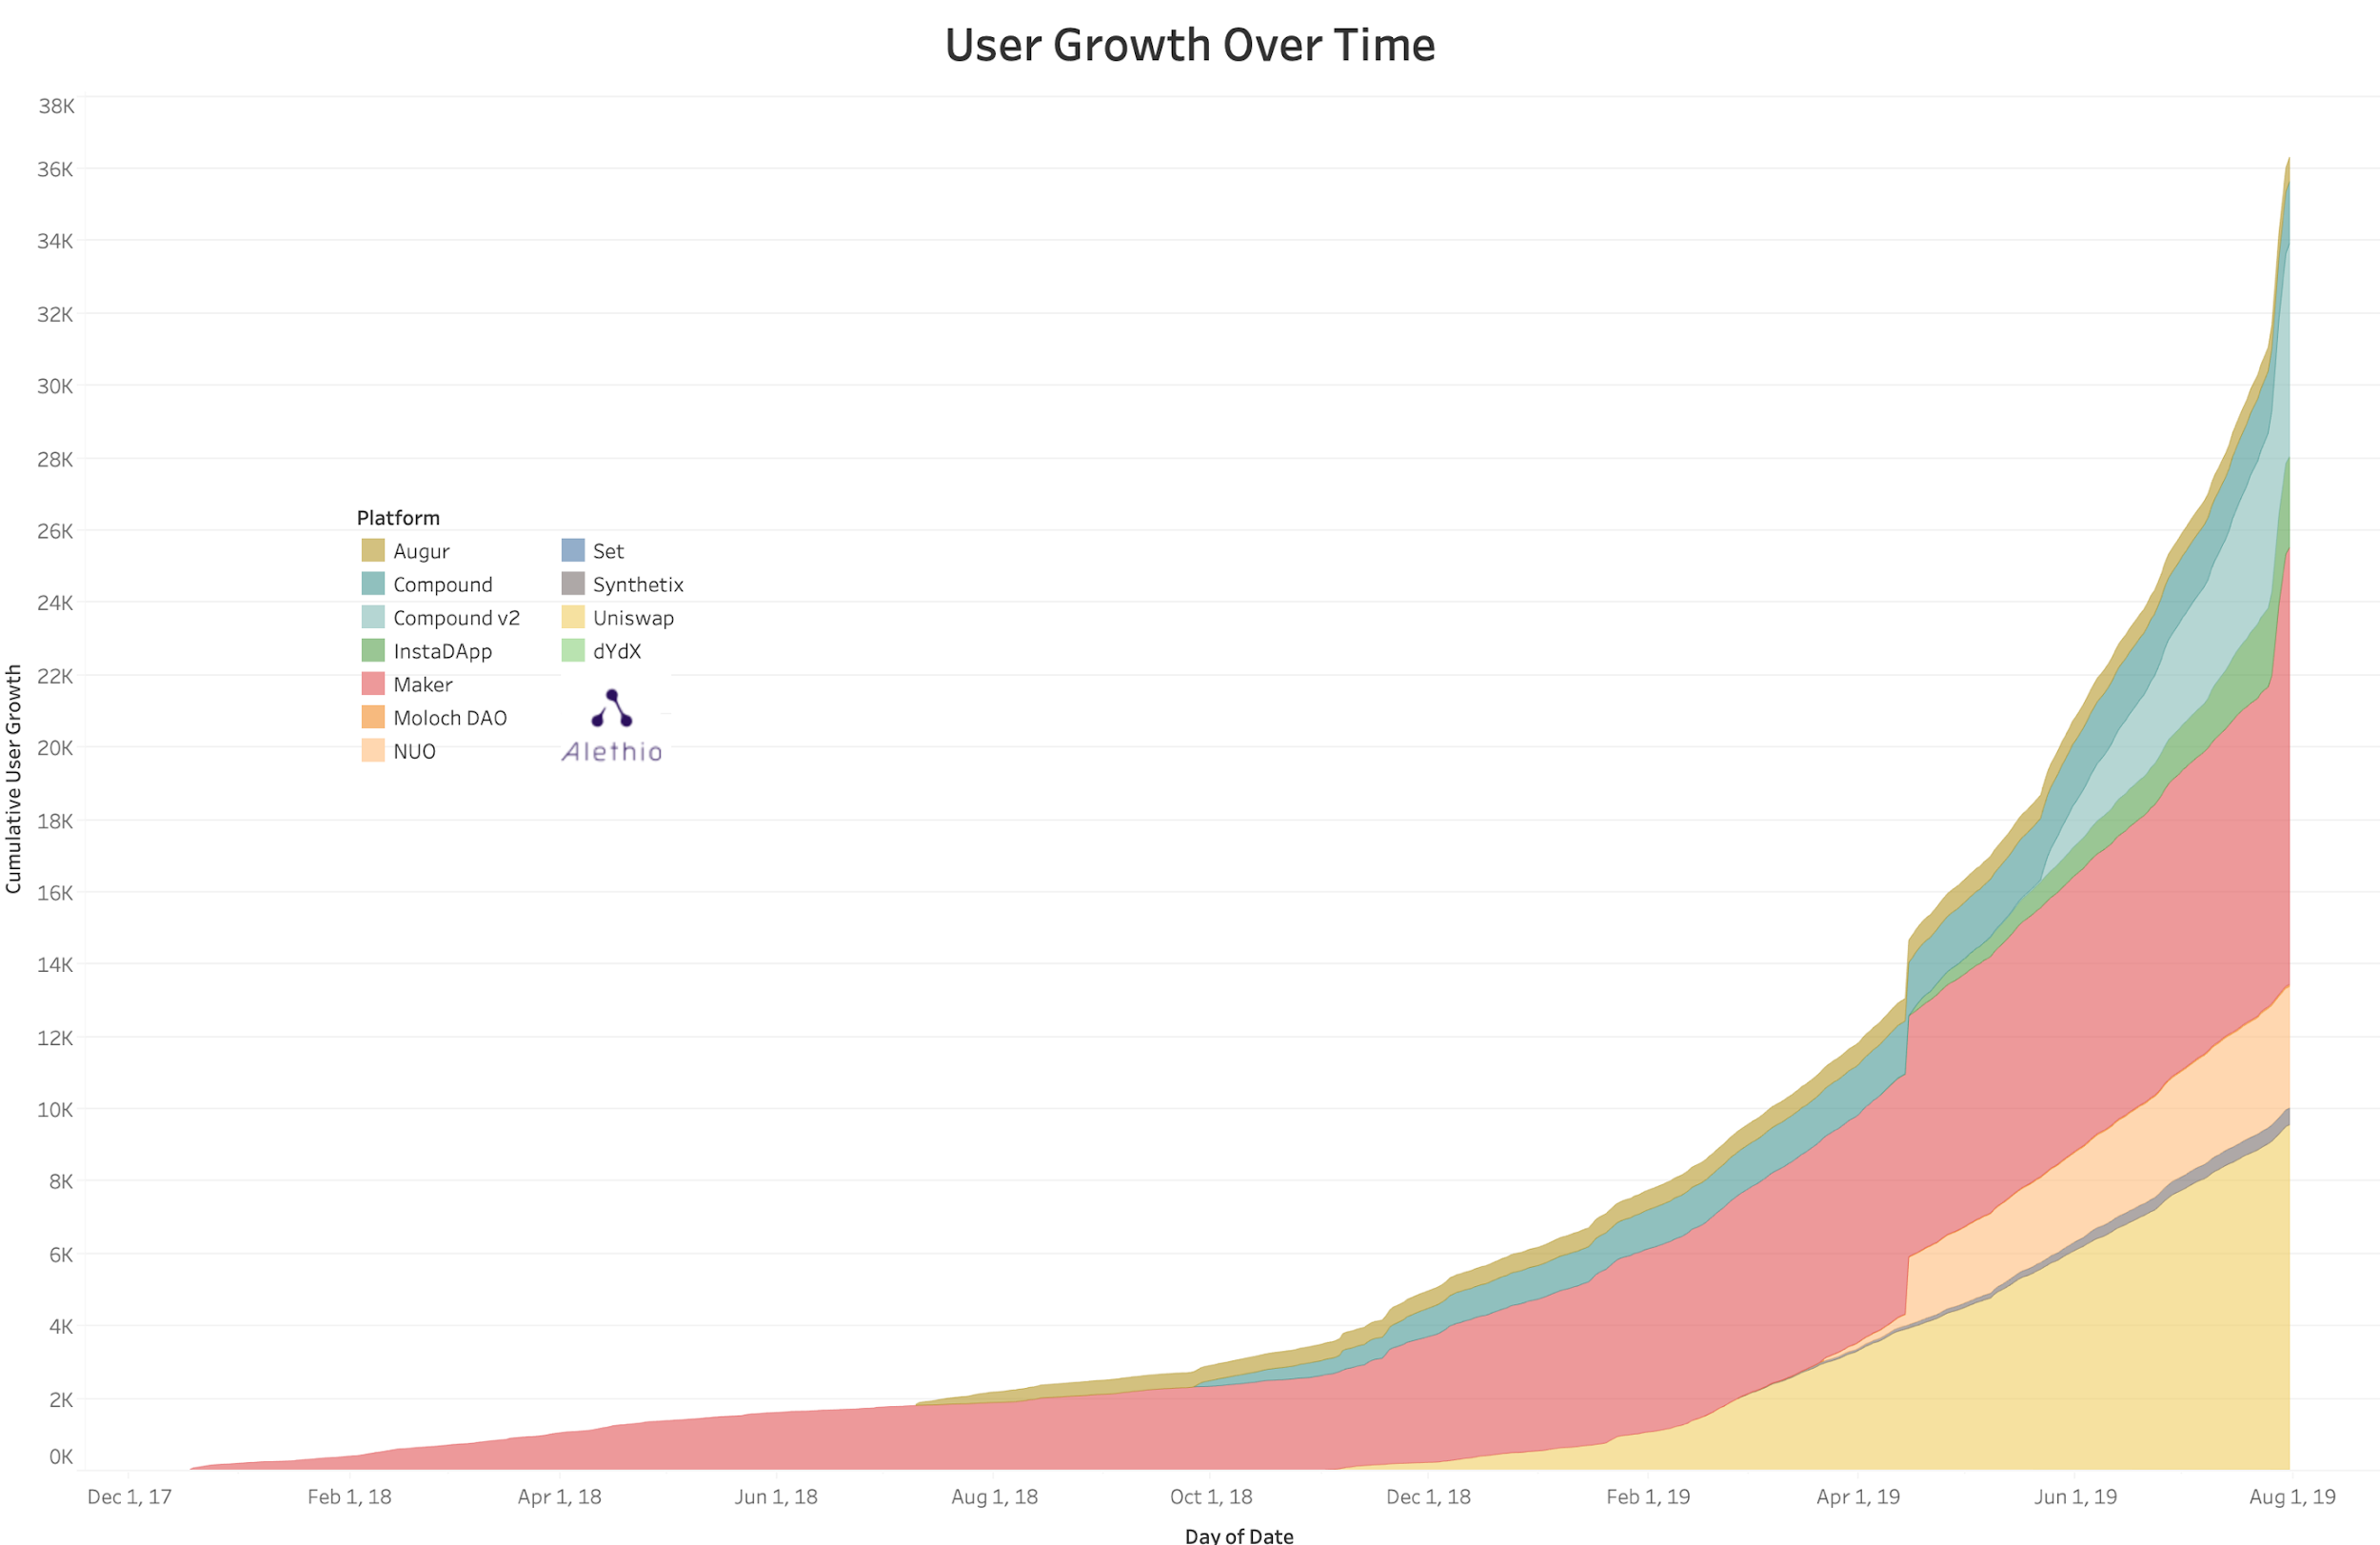 User Growth Over Time
38K
36K
34K
32K
30K
28K
26K
24K
22K
20K
18K
16K
14K
12K
10K
8K
6K
4K
2K
0K
Cumulative User Growth
Platform
Augur
Compound
Compound v2
InstaDApp
Maker
Moloch DAO
NUO
Set
Synthetix
Uniswap
dYdX
Alethio
Dec 1, 17
Feb 1, 18
Apr 1, 18
Jun 1, 18
Aug 1, 18
Oct 1, 18
Dec 1, 18
Feb 1, 19
Apr 1, 19
Jun 1, 19
Aug 1, 19
Day of Date